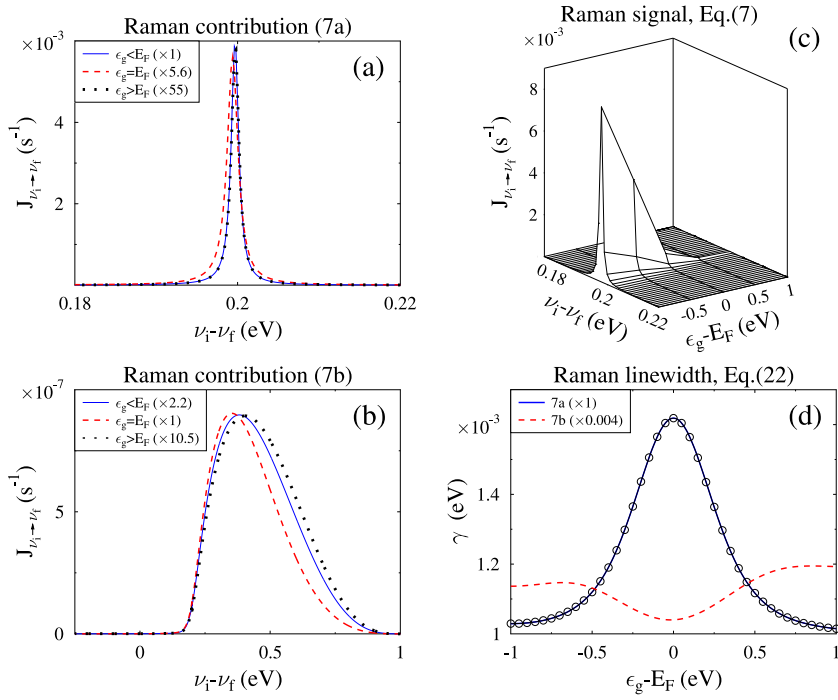 Raman contribution (7a)
×10⁻³
(a)
ϵg<EF (×1)
ϵg=EF (×5.6)
ϵg>EF (×55)
4
2
Jνi→νf (s⁻¹)
0.18
0.2
0.22
νi-νf (eV)
Raman signal, Eq.(7)
×10⁻³
(c)
8
6
4
2
Jνi→νf (s⁻¹)
0.18
0.2
0.22
νi-νf (eV)
-0.5
0
0.5
1
ϵg-EF (eV)
Raman contribution (7b)
×10⁻⁷
(b)
ϵg<EF (×2.2)
ϵg=EF (×1)
ϵg>EF (×10.5)
5
0
Jνi→νf (s⁻¹)
0
0.5
1
νi-νf (eV)
Raman linewidth, Eq.(22)
×10⁻³
(d)
7a (×1)
7b (×0.004)
1.4
1.2
1
γ (eV)
-1
-0.5
0
0.5
1
ϵg-EF (eV)